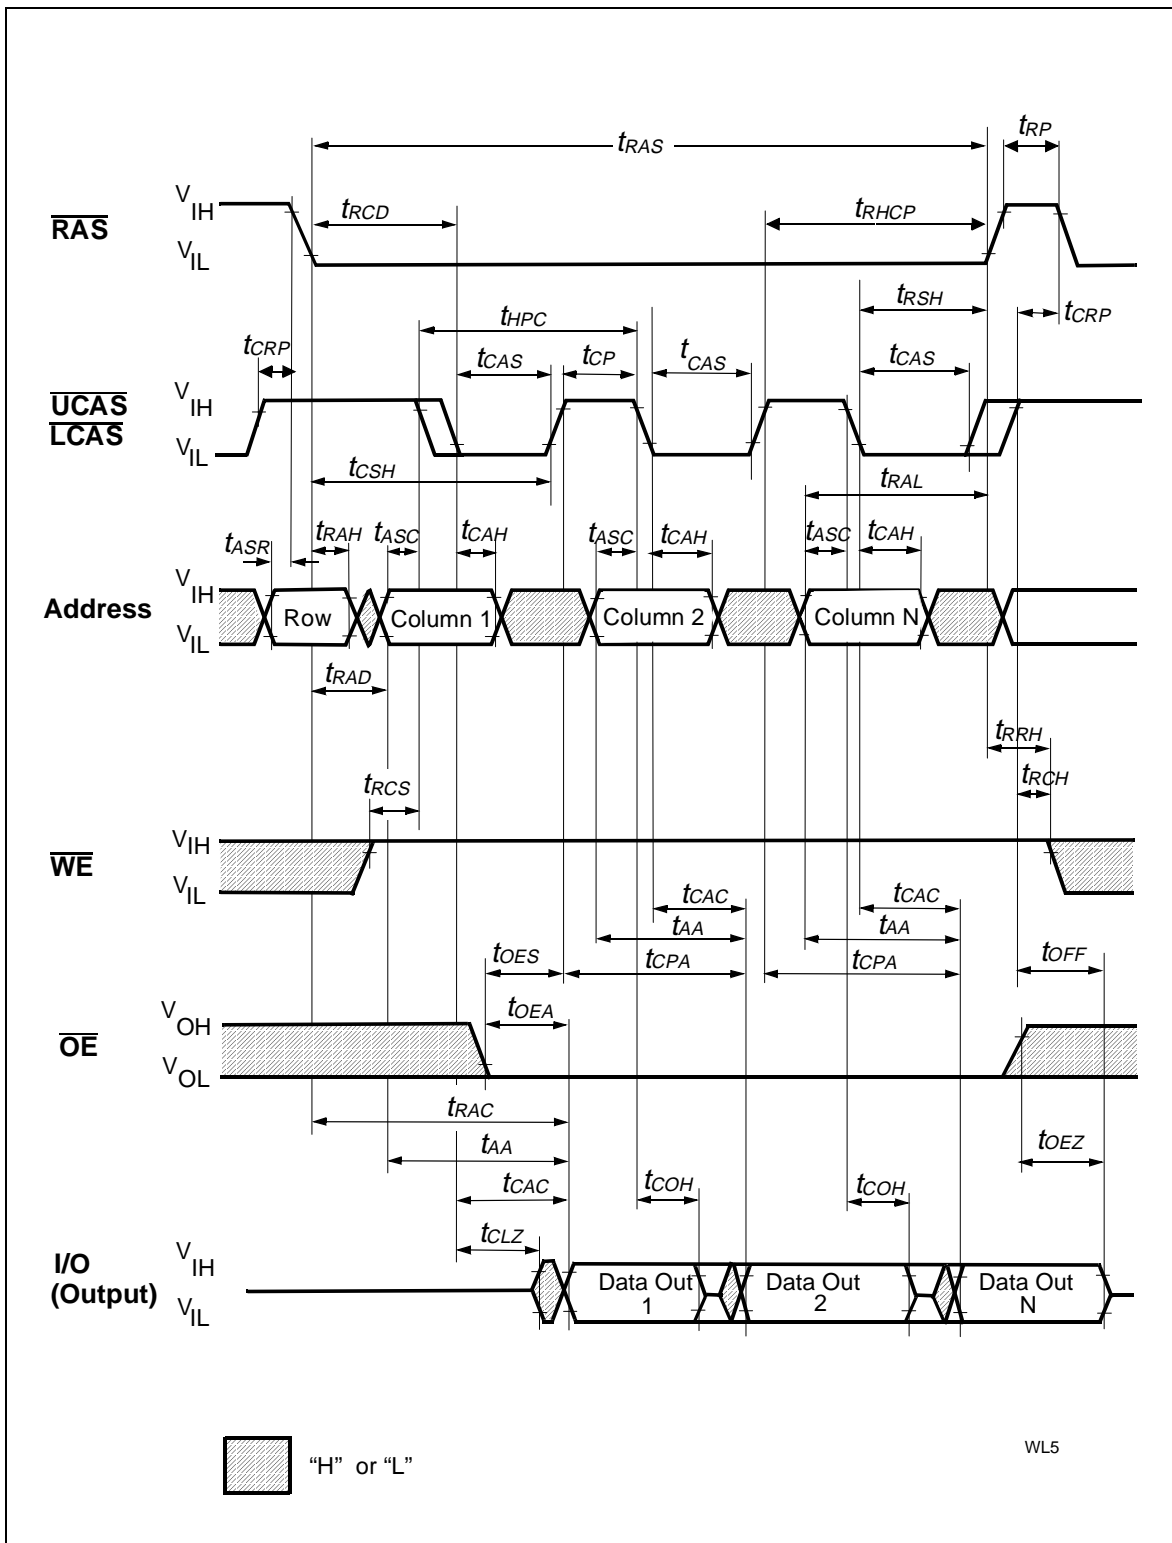 tRAS
tRP
RAS
VIH
VIL
tRCD
tRHCP
tRSH
tCRP
tHPC
tCRP
tCAS
tCP
tCAS
tCAS
UCAS
LCAS
VIH
VIL
tCSH
tRAL
tASR
tRAH
tASC
tCAH
tASC
tCAH
tASC
tCAH
Address
VIH
VIL
Row
Column 1
Column 2
Column N
tRAD
tRRH
tRCS
tRCH
WE
VIH
VIL
tCAC
tCAC
tAA
tAA
tOES
tCPA
tCPA
tOFF
tOEA
OE
VOH
VOL
tRAC
tAA
tOEZ
tCAC
tCOH
tCOH
tCLZ
I/O
(Output)
VIH
VIL
Data Out
1
Data Out
2
Data Out
N
“H” or “L”
WL5